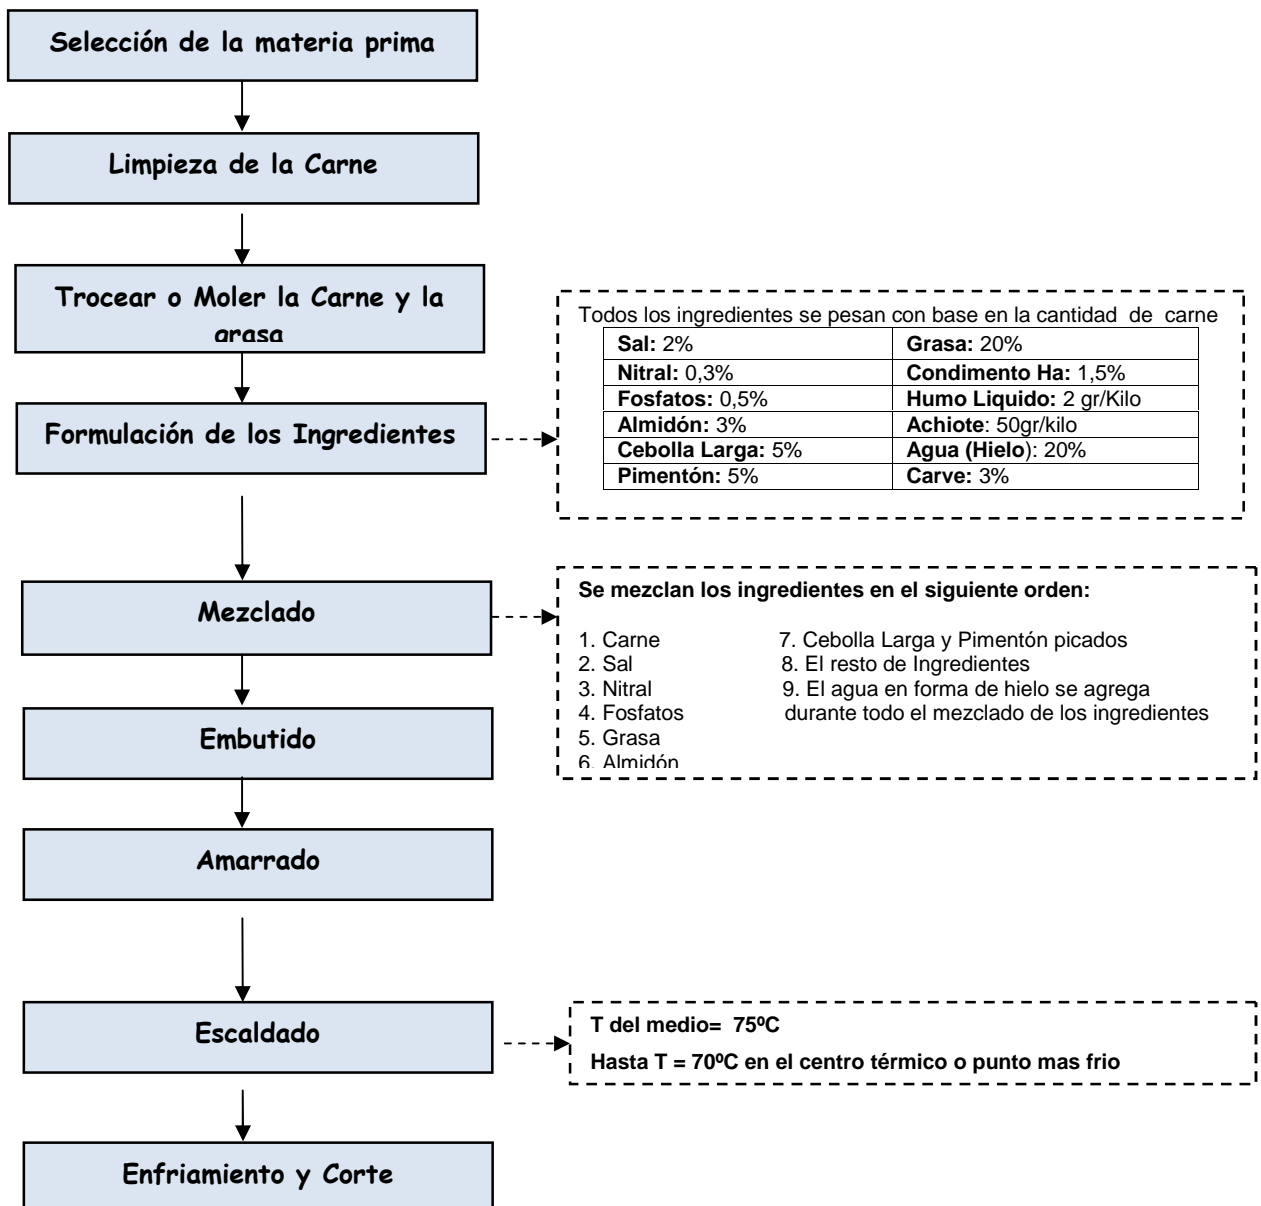 Selección de la materia prima
Limpieza de la Carne
Trocear o Moler la Carne y la
grasa
Formulación de los Ingredientes
Todos los ingredientes se pesan con base en la cantidad de carne
Sal: 2% Grasa: 20%
Nitral: 0,3% Condimento Ha: 1,5%
Fosfatos: 0,5% Humo Liquido: 2 gr/Kilo
Almidón: 3% Achiote: 50gr/kilo
Cebolla Larga: 5% Agua (Hielo): 20%
Pimentón: 5% Carve: 3%
Mezclado
Se mezclan los ingredientes en el siguiente orden:
1. Carne 7. Cebolla Larga y Pimentón picados
2. Sal 8. El resto de Ingredientes
3. Nitral 9. El agua en forma de hielo se agrega
4. Fosfatos durante todo el mezclado de los ingredientes
5. Grasa
6. Almidón
Embutido
Amarrado
Escaldado
T del medio= 75ºC
Hasta T = 70ºC en el centro térmico o punto mas frio
Enfriamiento y Corte